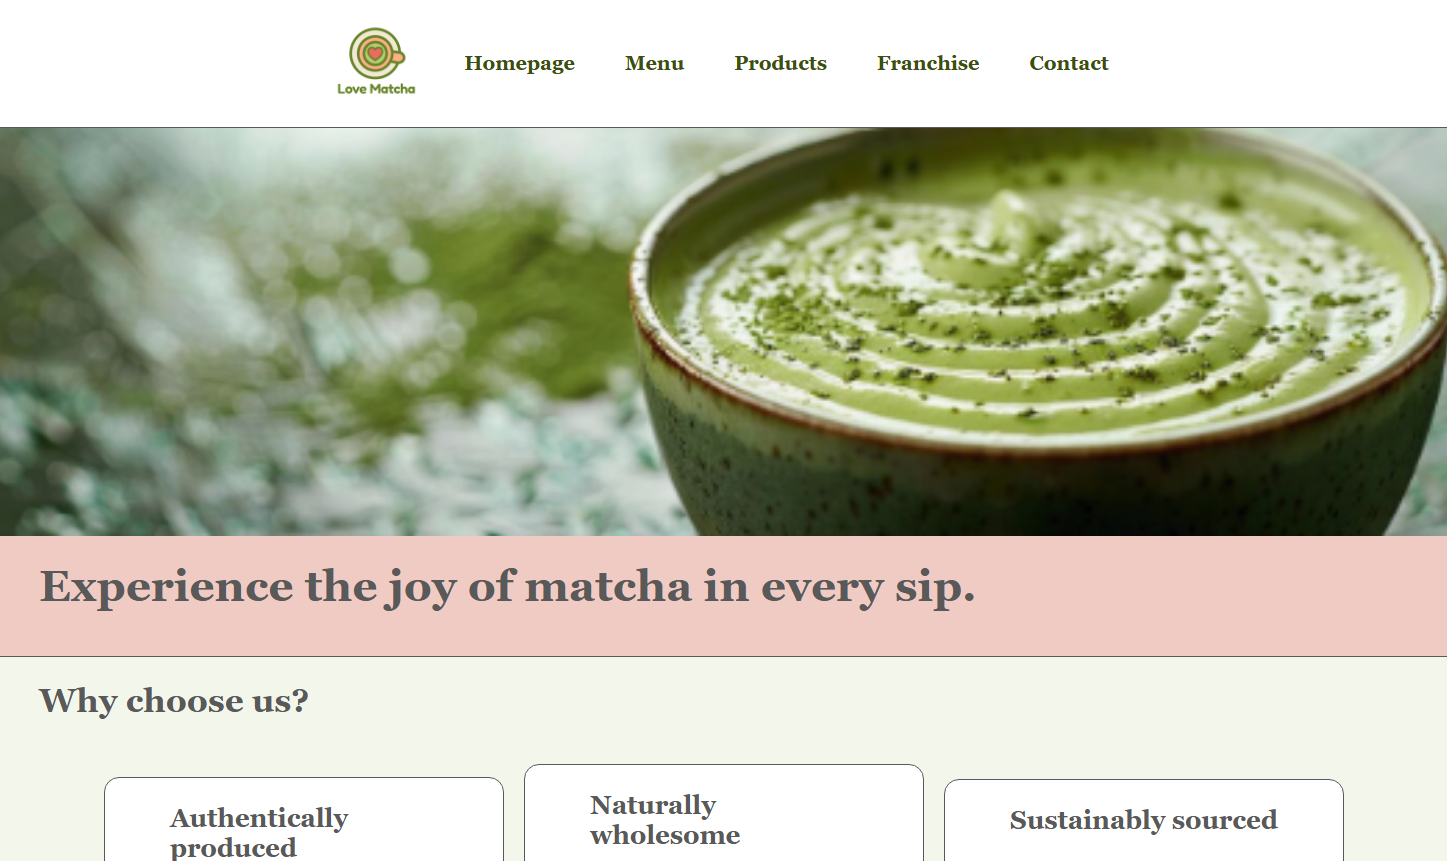 Love Matcha
Homepage Menu Products Franchise Contact
Experience the joy of matcha in every sip.
Why choose us?
Authentically
produced
Naturally
wholesome
Sustainably sourced